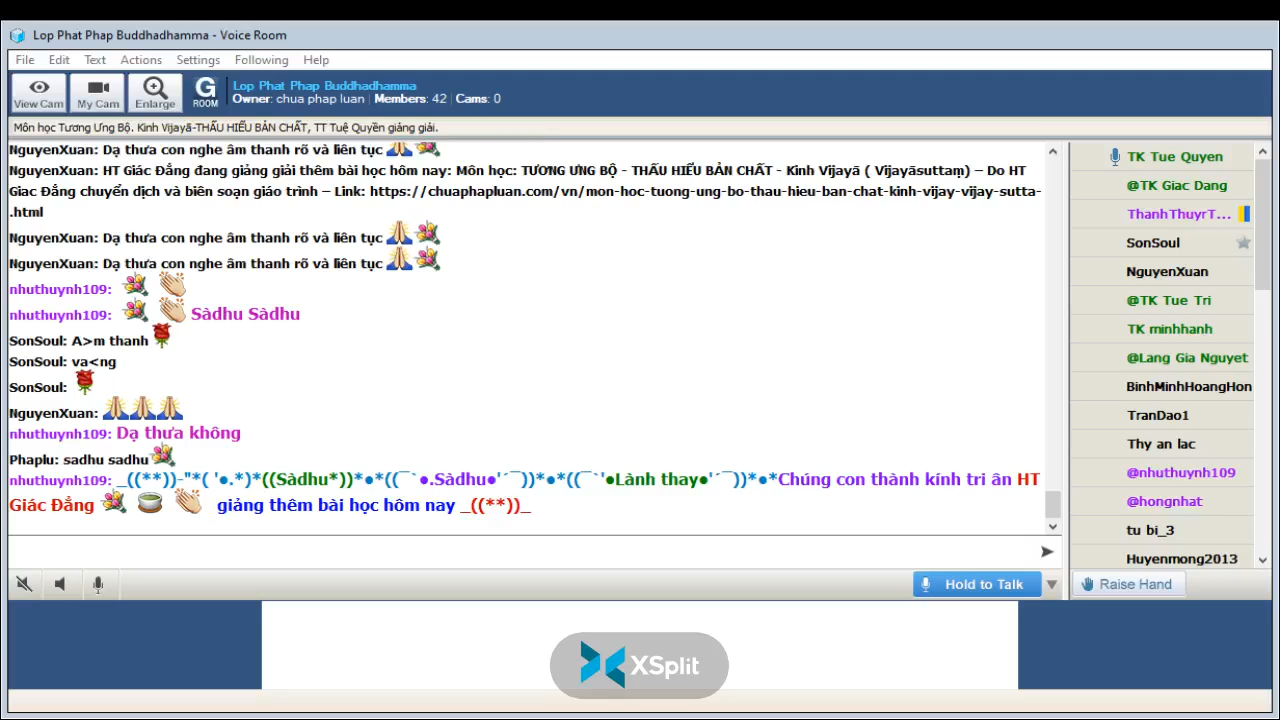 Lop Phat Phap Buddhadhamma - Voice Room
File Edit Text Actions Settings Following Help
View Cam My Cam Enlarge G ROOM
Lop Phat Phap Buddhadhamma
Owner: chua phap luan | Members: 42 | Cams: 0
Môn học Tương Ưng Bộ. Kinh Vijayā-THẤU HIỂU BẢN CHẤT, TT Tuệ Quyền giảng giải.
NguyenXuan: Dạ thưa con nghe âm thanh rõ và liên tục
NguyenXuan: HT Giác Đẳng đang giảng giải thêm bài học hôm nay: Môn học: TƯƠNG ƯNG BỘ - THẤU HIỂU BẢN CHẤT - Kinh Vijayā ( Vijayāsuttaṃ) – Do HT
Giac Đẳng chuyển dịch và biên soạn giáo trình – Link: https://chuaphapluan.com/vn/mon-hoc-tuong-ung-bo-thau-hieu-ban-chat-kinh-vijay-vijay-sutta-
.html
NguyenXuan: Dạ thưa con nghe âm thanh rõ và liên tục
NguyenXuan: Dạ thưa con nghe âm thanh rõ và liên tục
nhuthuynh109:
nhuthuynh109: Sàdhu Sàdhu
SonSoul: A>m thanh
SonSoul: va<ng
SonSoul:
NguyenXuan:
nhuthuynh109: Dạ thưa không
Phaplu: sadhu sadhu
nhuthuynh109: _((**))-"*( '●.*)*((Sàdhu*))*●*((¯`●.Sàdhu●'´¯))*●*((¯`'●Lành thay●'´¯))*●*Chúng con thành kính tri ân HT
Giác Đẳng giảng thêm bài học hôm nay _((**))_
TK Tue Quyen
@TK Giac Dang
ThanhThuyrT...
SonSoul
NguyenXuan
@TK Tue Tri
TK minhhanh
@Lang Gia Nguyet
BinhMinhHoangHon
TranDao1
Thy an lac
@nhuthuynh109
@hongnhat
tu bi_3
Huyenmong2013
Hold to Talk
Raise Hand
XSplit